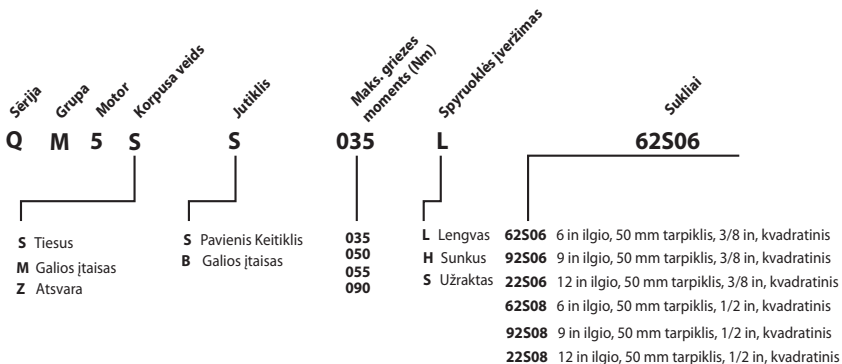 Sērija
Grupa
Motor
Korpusa veids
Jutiklis
Maks. griezes
moments (Nm)
Spyruoklės įveržimas
Sukliai
Q M 5 S S 035 L 62S06
S Tiesus
M Galios įtaisas
Z Atsvara
S Pavienis Keitiklis
B Galios įtaisas
035
050
055
090
L Lengvas
H Sunkus
S Užraktas
62S06 6 in ilgio, 50 mm tarpiklis, 3/8 in, kvadratinis
92S06 9 in ilgio, 50 mm tarpiklis, 3/8 in, kvadratinis
22S06 12 in ilgio, 50 mm tarpiklis, 3/8 in, kvadratinis
62S08 6 in ilgio, 50 mm tarpiklis, 1/2 in, kvadratinis
92S08 9 in ilgio, 50 mm tarpiklis, 1/2 in, kvadratinis
22S08 12 in ilgio, 50 mm tarpiklis, 1/2 in, kvadratinis